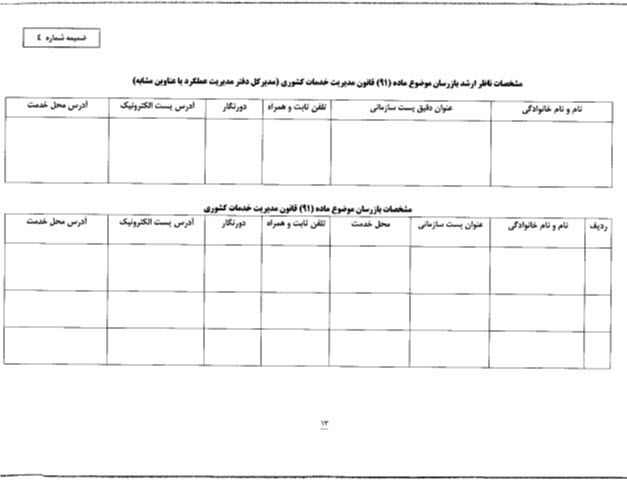 ضمیمه شماره ٤
مشخصات ناظر ارشد بازرسان موضوع ماده (۹۱) قانون مدیریت خدمات کشوری (مدیرکل دفتر مدیریت عملکرد یا عناوین مشابه)
نام و نام خانوادگی عنوان دقیق پست سازمانی تلفن ثابت و همراه دورنگار آدرس پست الکترونیک آدرس محل خدمت
مشخصات بازرسان موضوع ماده (۹۱) قانون مدیریت خدمات کشوری
ردیف نام و نام خانوادگی عنوان پست سازمانی محل خدمت تلفن ثابت و همراه دورنگار آدرس پست الکترونیک آدرس محل خدمت
۱۳